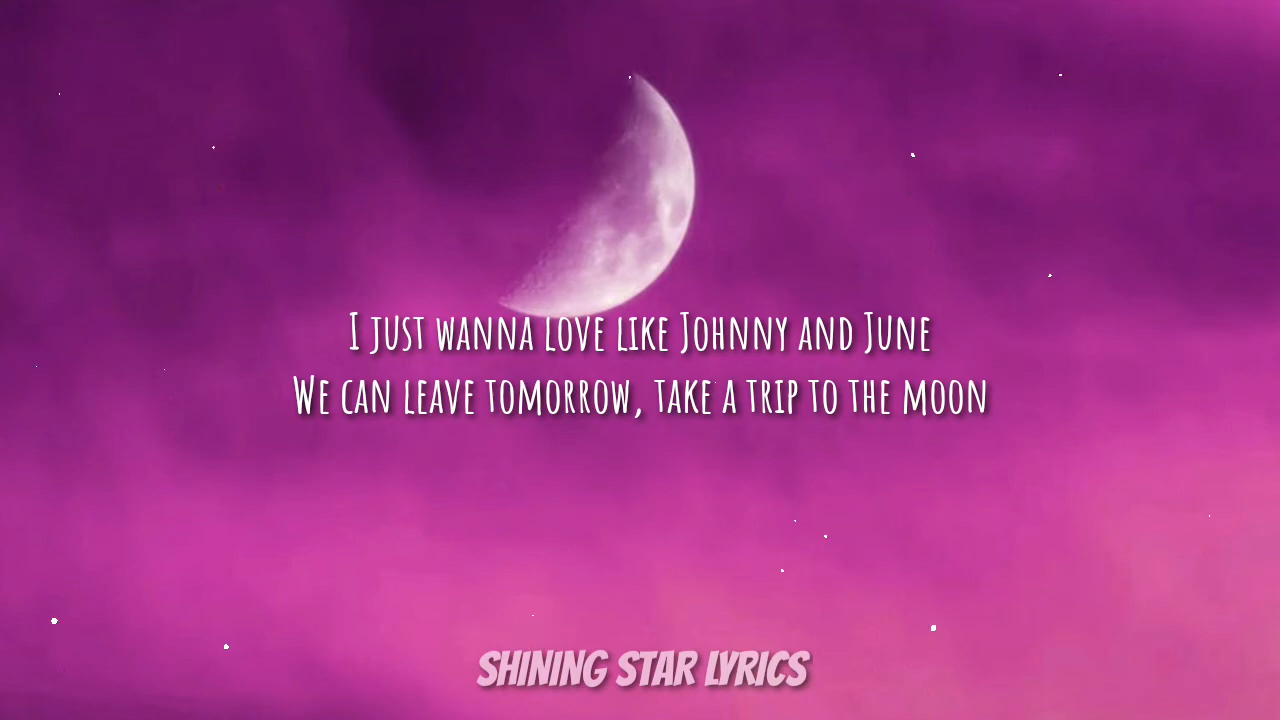 I just wanna love like Johnny and June
We can leave tomorrow, take a trip to the moon
SHINING STAR LYRICS